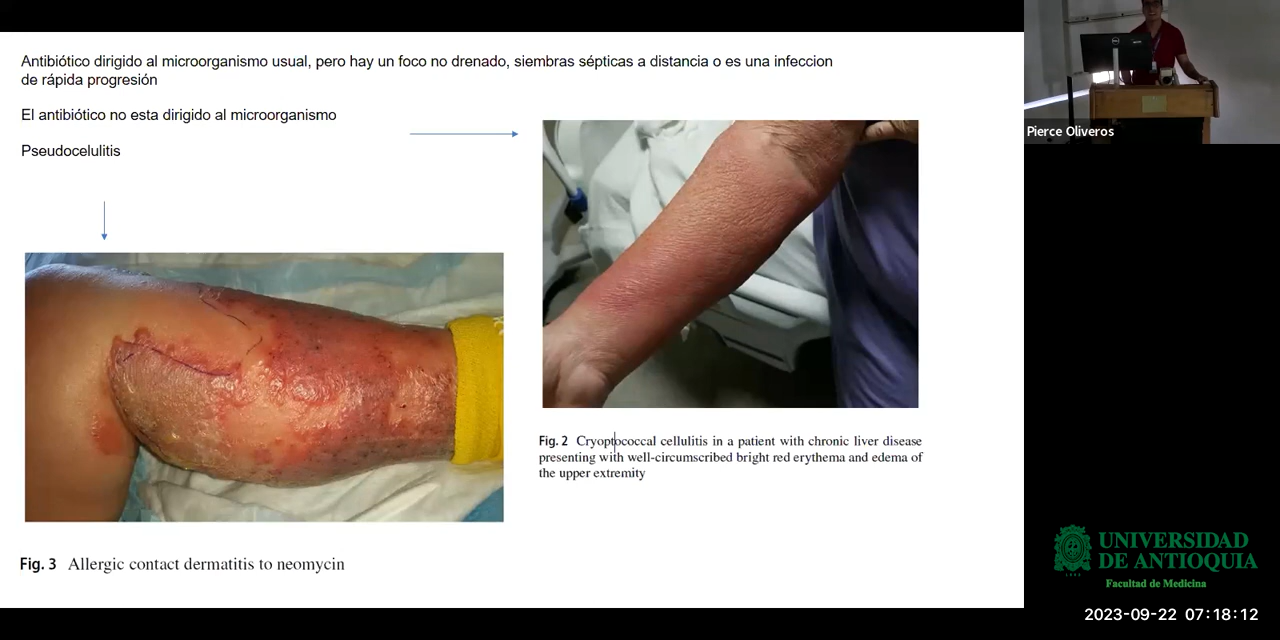 Antibiótico dirigido al microorganismo usual, pero hay un foco no drenado, siembras sépticas a distancia o es una infeccion
de rápida progresión
El antibiótico no esta dirigido al microorganismo
Pseudocelulitis
Fig. 2 Cryoptococcal cellulitis in a patient with chronic liver disease
presenting with well-circumscribed bright red erythema and edema of
the upper extremity
Fig. 3 Allergic contact dermatitis to neomycin
Pierce Oliveros
UNIVERSIDAD
DE ANTIOQUIA
Facultad de Medicina
2023-09-22 07:18:12